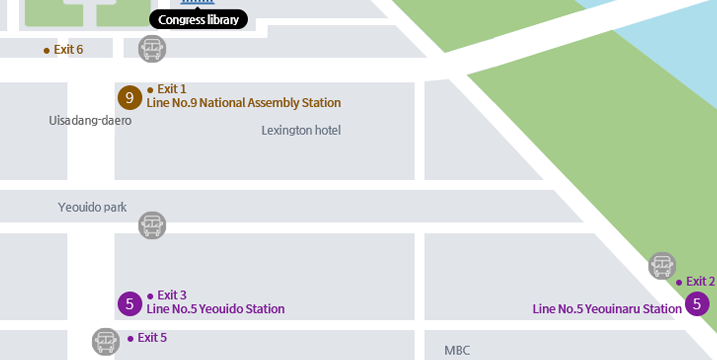 Congress library
Exit 6
9
Exit 1
Line No.9 National Assembly Station
Uisadang-daero
Lexington hotel
Yeouido park
Exit 2
5
Exit 3
Line No.5 Yeouido Station
Line No.5 Yeouinaru Station
5
Exit 5
MBC